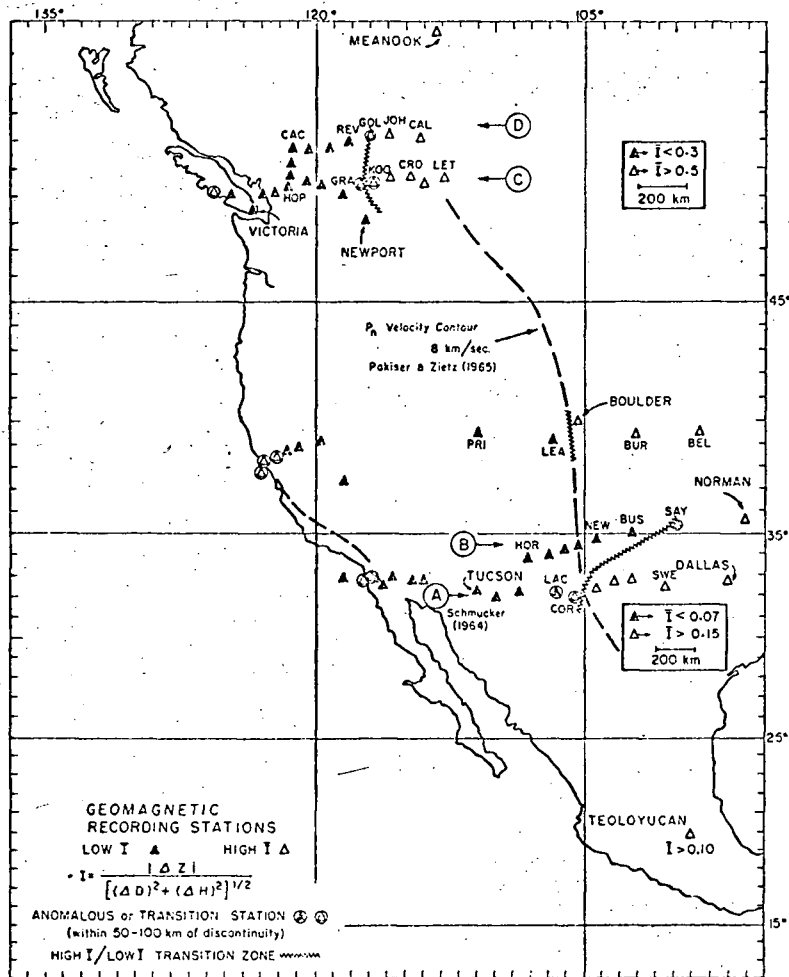 135° 120° 105°
MEANOOK
CAC REV GOL JOH CAL
D
Ī < 0.3
Ī > 0.5
200 km
GRA KOO CRO LET
C
HOP
VICTORIA
NEWPORT
45°
Pn Velocity Contour
8 km/sec.
Pakiser & Zietz (1965)
BOULDER
PRI LEA BUR BEL
NORMAN
SAY
BUS
NEW
B
HOR
35°
TUCSON LAC SWE DALLAS
A
COR
Schmucker
(1964)
Ī < 0.07
Ī > 0.15
200 km
25°
GEOMAGNETIC
RECORDING STATIONS
LOW I HIGH I
TEOLOYUCAN
Ī > 0.10
I = |ΔZ| / [(ΔD)² + (ΔH)²]^1/2
ANOMALOUS or TRANSITION STATION
(within 50-100 km of discontinuity)
15°
HIGH I/LOW I TRANSITION ZONE